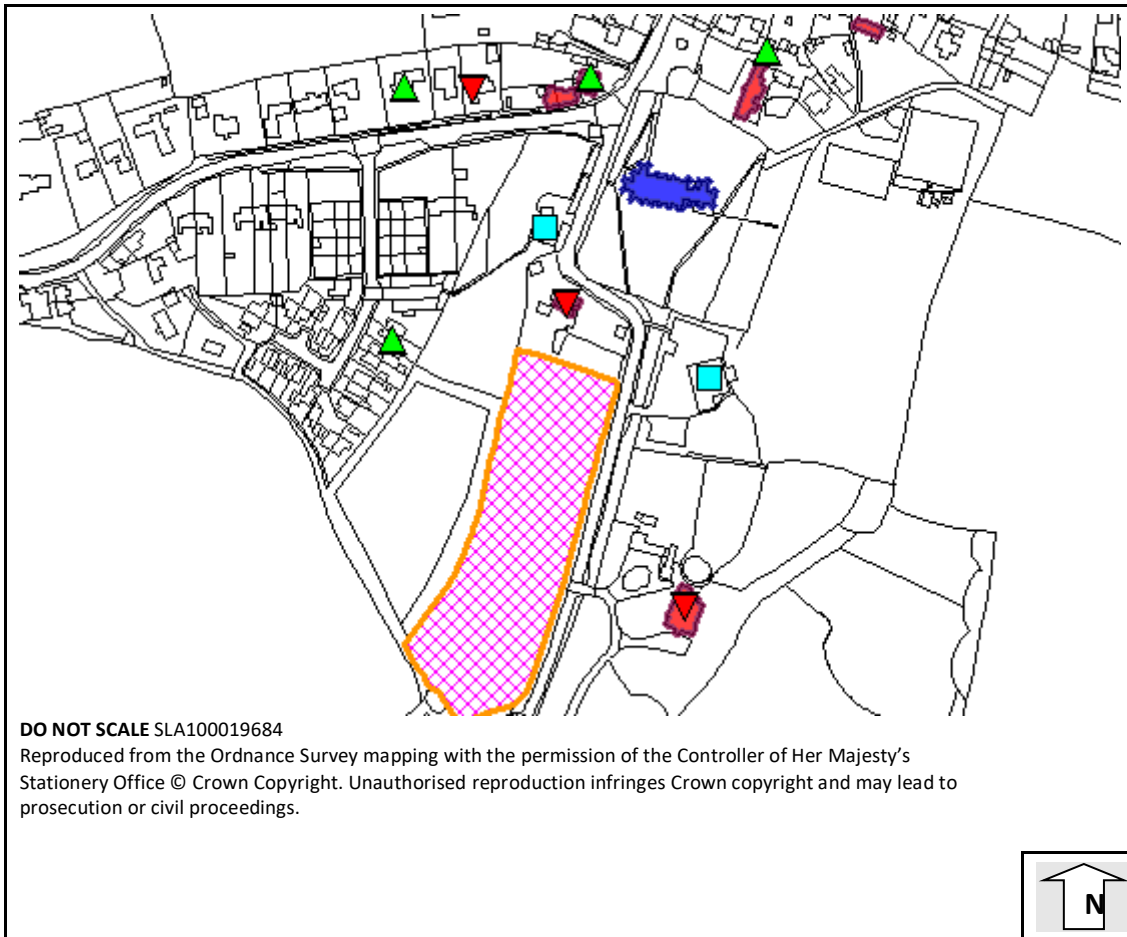 DO NOT SCALE SLA100019684
Reproduced from the Ordnance Survey mapping with the permission of the Controller of Her Majesty’s
Stationery Office © Crown Copyright. Unauthorised reproduction infringes Crown copyright and may lead to
prosecution or civil proceedings.
N